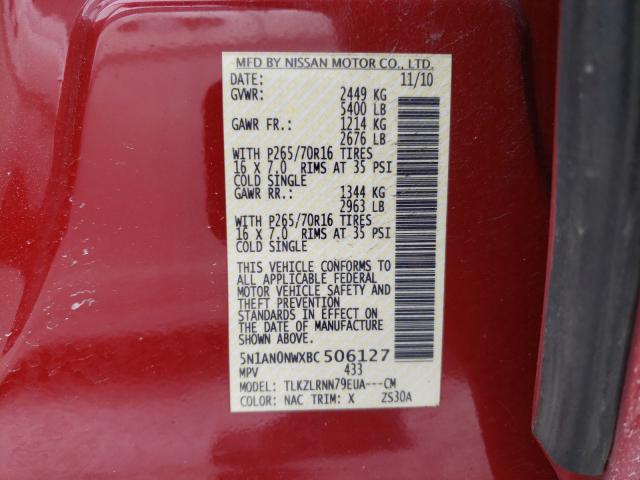 MFD BY NISSAN MOTOR CO., LTD.
DATE: 11/10
GVWR: 2449 KG
5400 LB
GAWR FR.: 1214 KG
2676 LB
WITH P265/70R16 TIRES
16 X 7.0 RIMS AT 35 PSI
COLD SINGLE
GAWR RR.: 1344 KG
2963 LB
WITH P265/70R16 TIRES
16 X 7.0 RIMS AT 35 PSI
COLD SINGLE
THIS VEHICLE CONFORMS TO
ALL APPLICABLE FEDERAL
MOTOR VEHICLE SAFETY AND
THEFT PREVENTION
STANDARDS IN EFFECT ON
THE DATE OF MANUFACTURE
SHOWN ABOVE.
5N1AN0NWXBC506127
MPV 433
MODEL: TLKZLRNN79EUA---CM
COLOR: NAC TRIM: X ZS30A